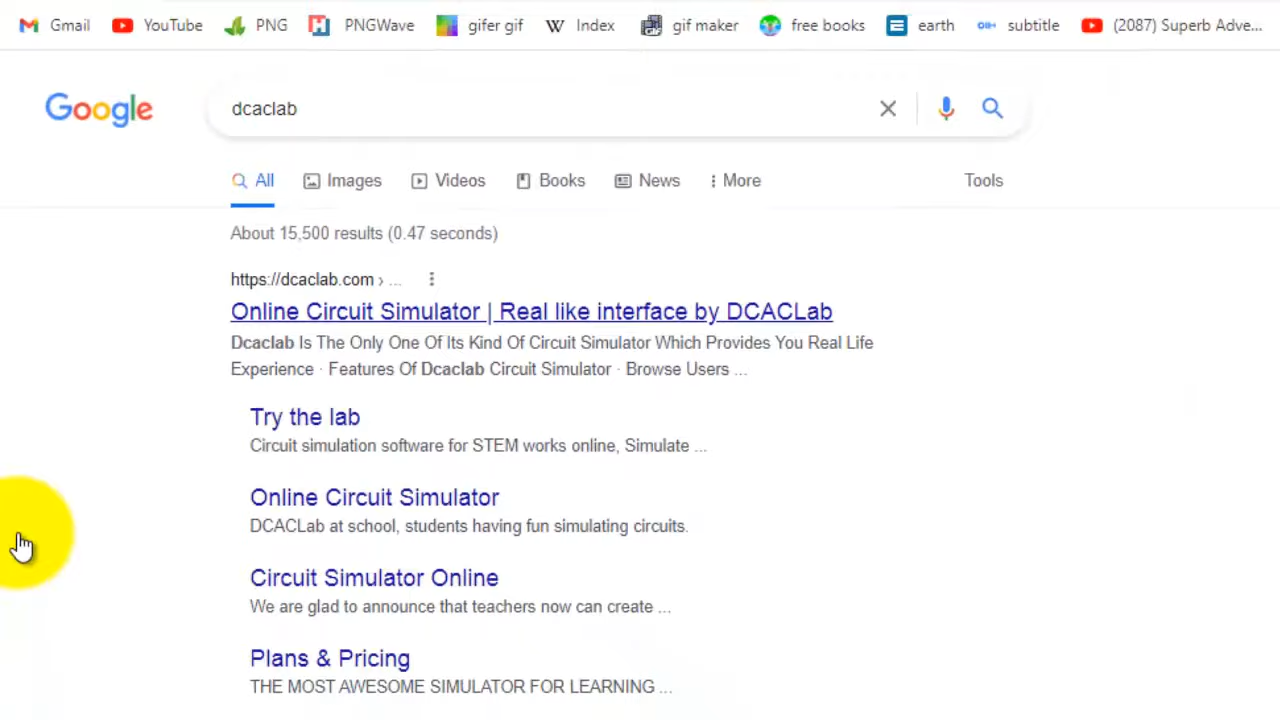 Gmail YouTube PNG PNGWave gifer gif Index gif maker free books earth subtitle (2087) Superb Adve...
Google dcaclab
All Images Videos Books News More Tools
About 15,500 results (0.47 seconds)
https://dcaclab.com › ...
Online Circuit Simulator | Real like interface by DCACLab
Dcaclab Is The Only One Of Its Kind Of Circuit Simulator Which Provides You Real Life
Experience · Features Of Dcaclab Circuit Simulator · Browse Users ...
Try the lab
Circuit simulation software for STEM works online, Simulate ...
Online Circuit Simulator
DCACLab at school, students having fun simulating circuits.
Circuit Simulator Online
We are glad to announce that teachers now can create ...
Plans & Pricing
THE MOST AWESOME SIMULATOR FOR LEARNING ...